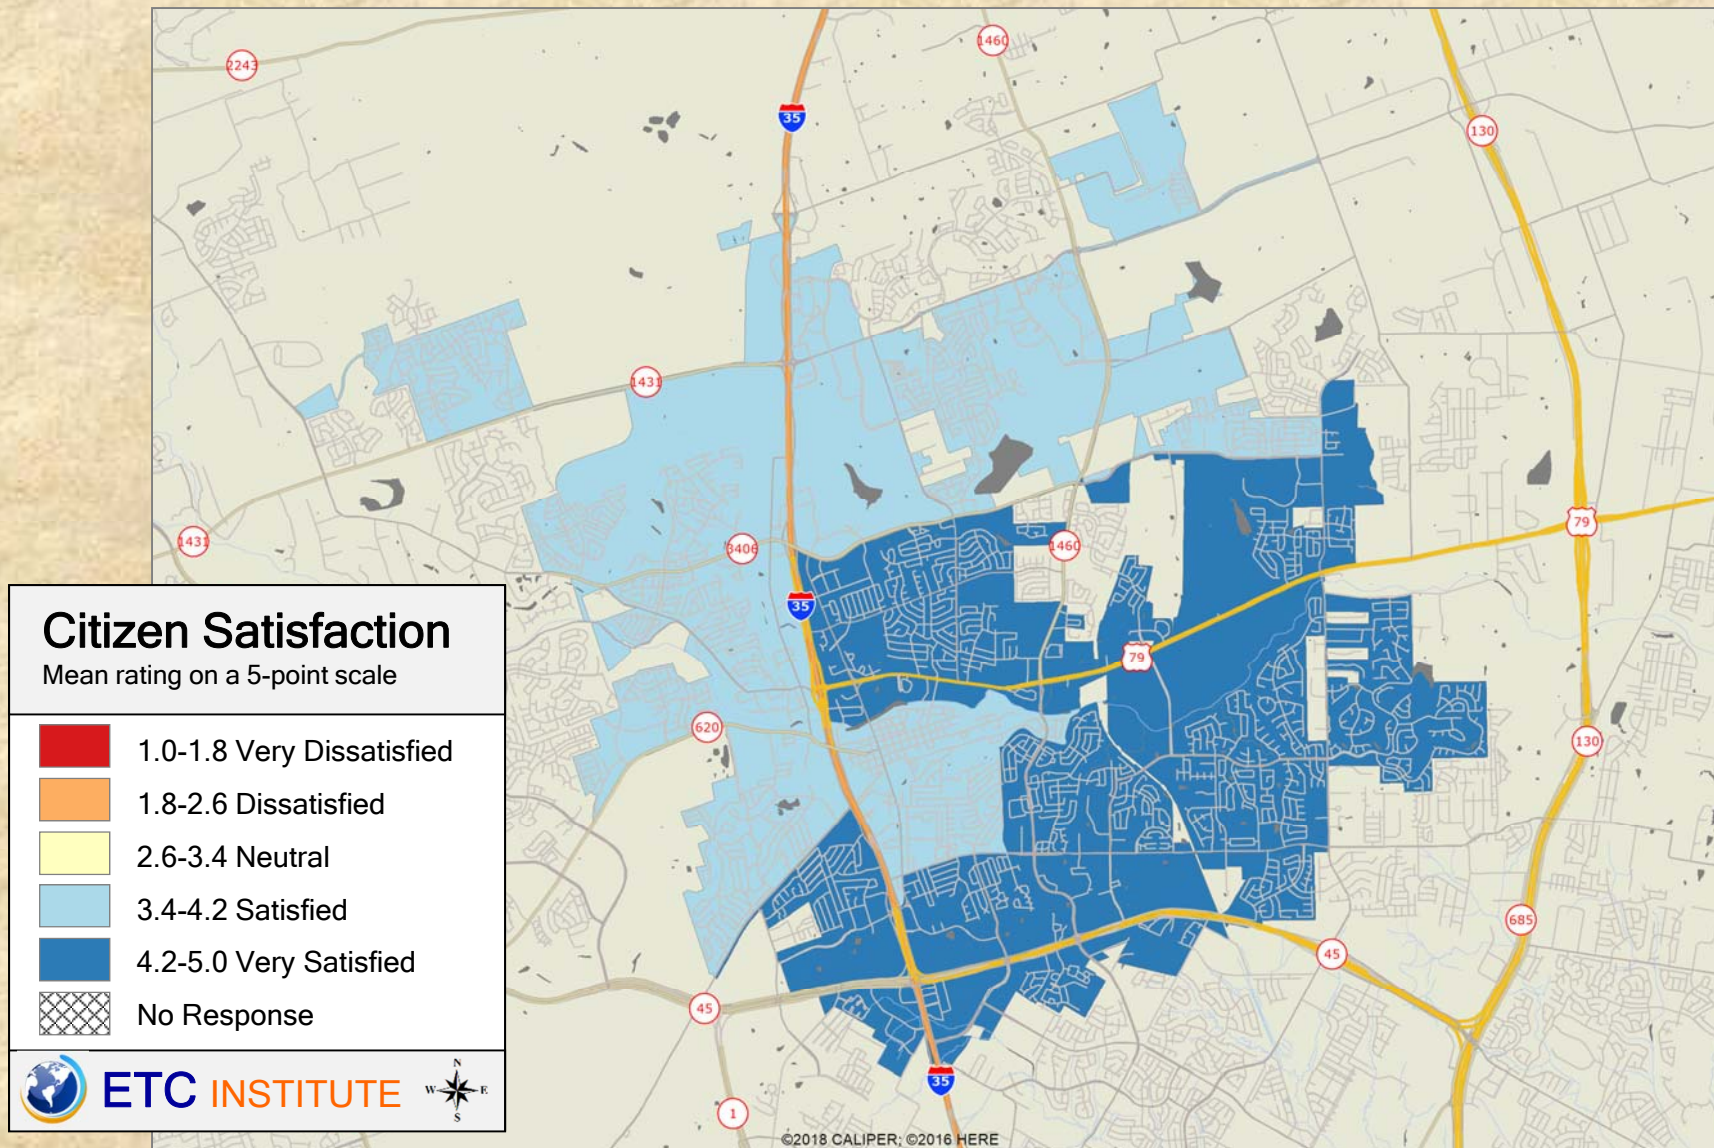 2243
1460
35
130
1431
79
1431
3406
1460
35
79
620
130
685
45
45
35
1
Citizen Satisfaction
Mean rating on a 5-point scale
1.0-1.8 Very Dissatisfied
1.8-2.6 Dissatisfied
2.6-3.4 Neutral
3.4-4.2 Satisfied
4.2-5.0 Very Satisfied
No Response
ETC INSTITUTE
N
W E
S
©2018 CALIPER; ©2016 HERE